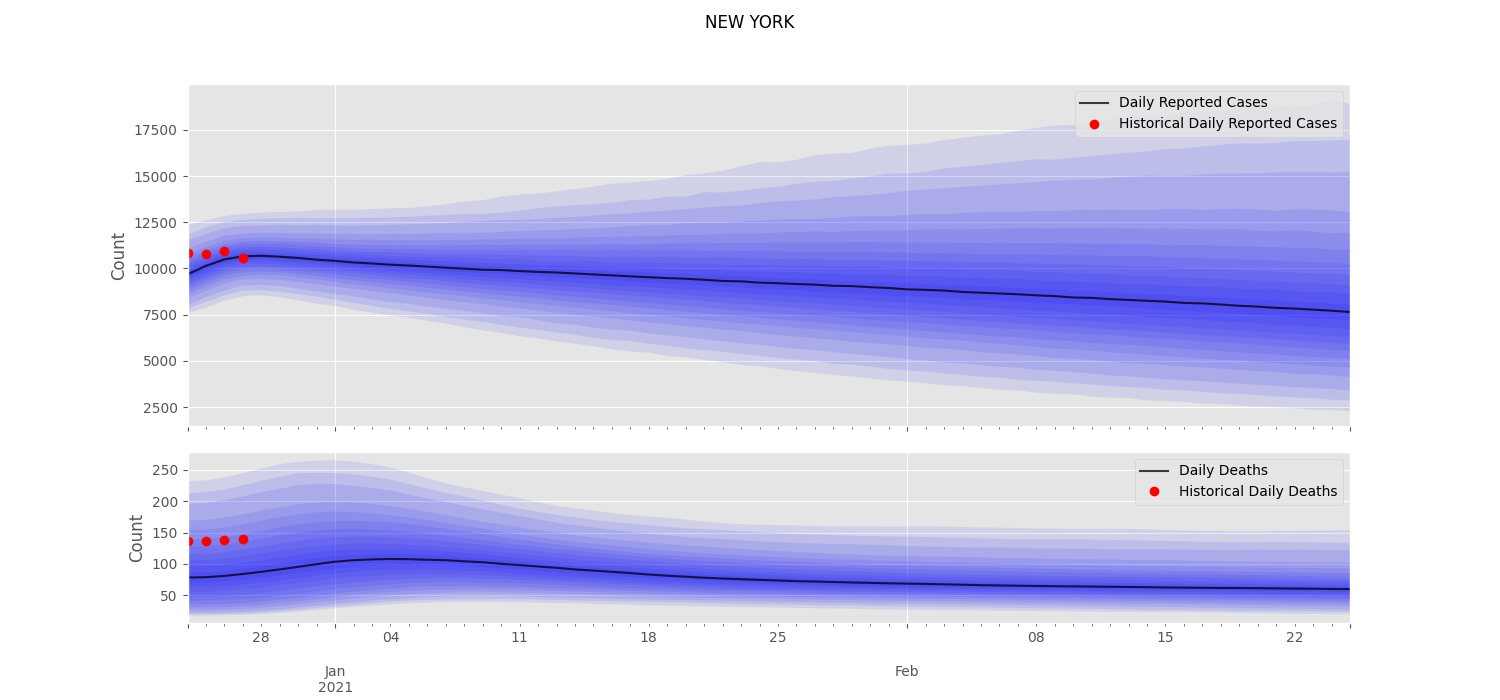 NEW YORK
Daily Reported Cases
Historical Daily Reported Cases
17500
15000
12500
10000
7500
5000
2500
Count
Daily Deaths
Historical Daily Deaths
250
200
150
100
50
Count
28 04 11 18 25 08 15 22
Jan Feb
2021